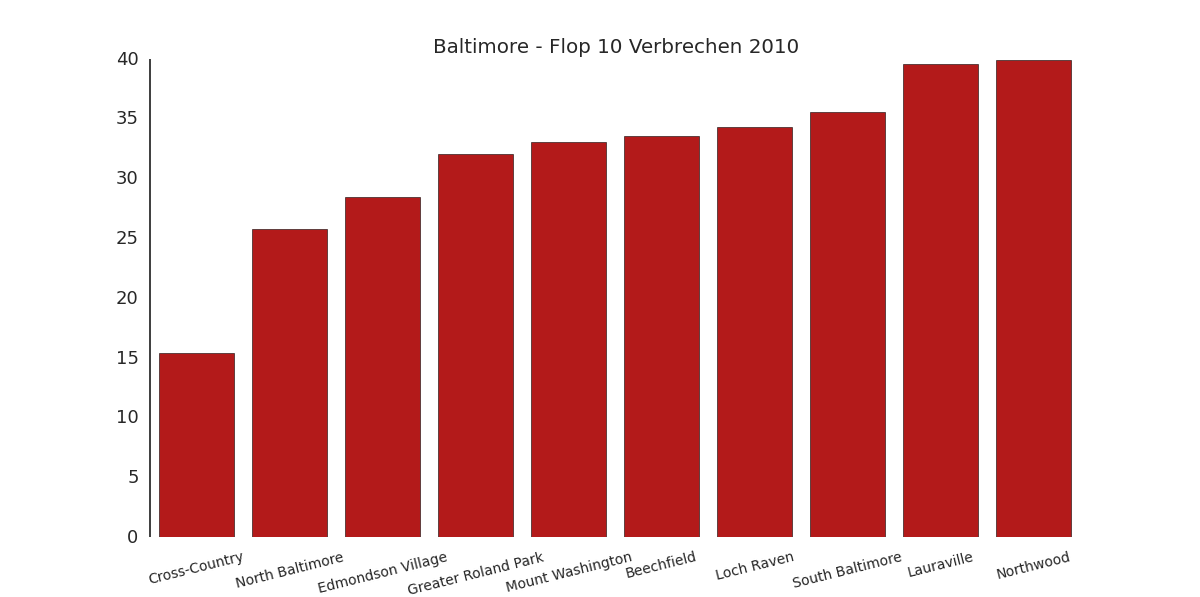 Baltimore - Flop 10 Verbrechen 2010
40
35
30
25
20
15
10
5
0
Cross-Country
North Baltimore
Edmondson Village
Greater Roland Park
Mount Washington
Beechfield
Loch Raven
South Baltimore
Lauraville
Northwood